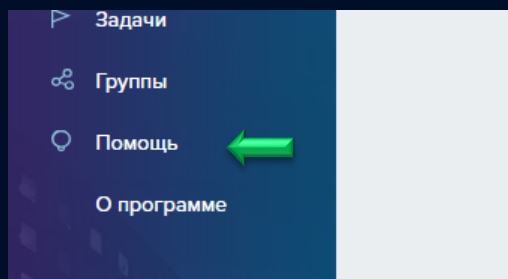 Задачи
Группы
Помощь
О программе